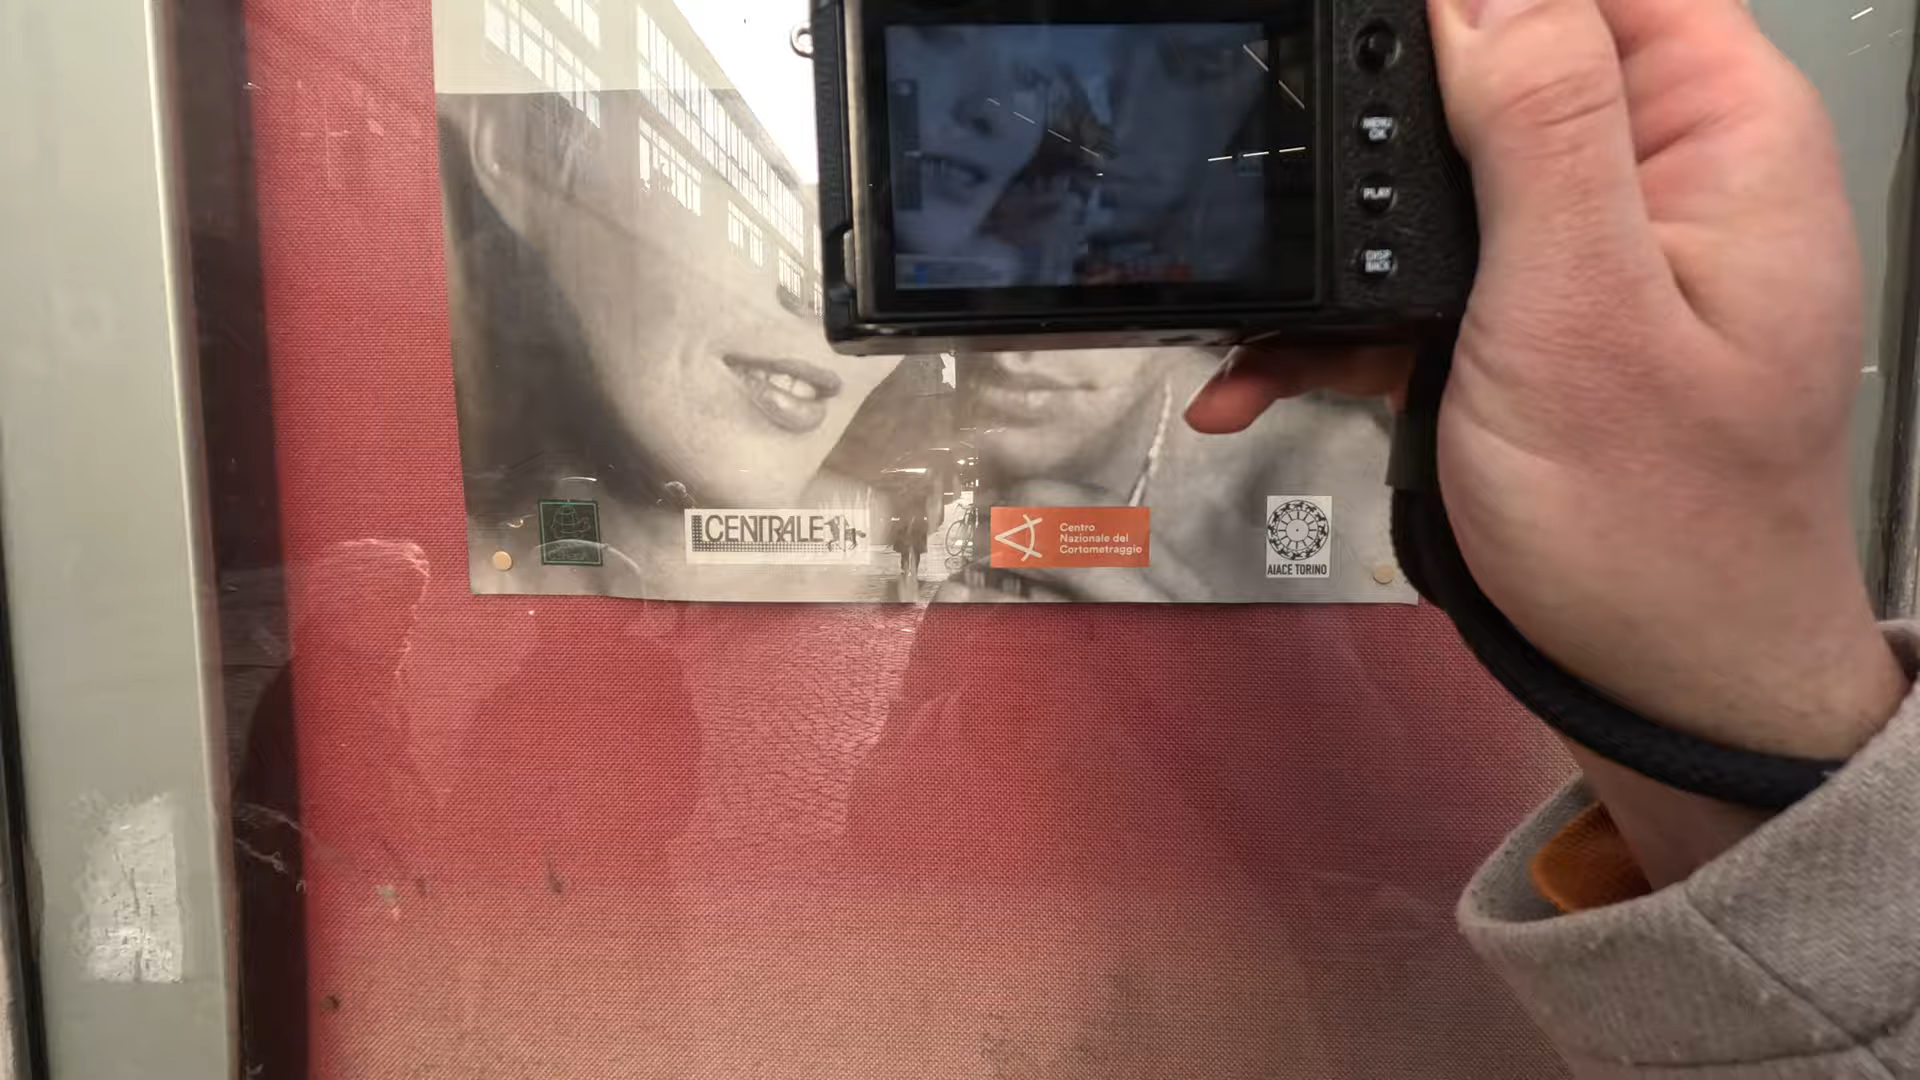 MENU
OK
PLAY
DISP
BACK
CENTRALE
Centro
Nazionale del
Cortometraggio
AIACE TORINO